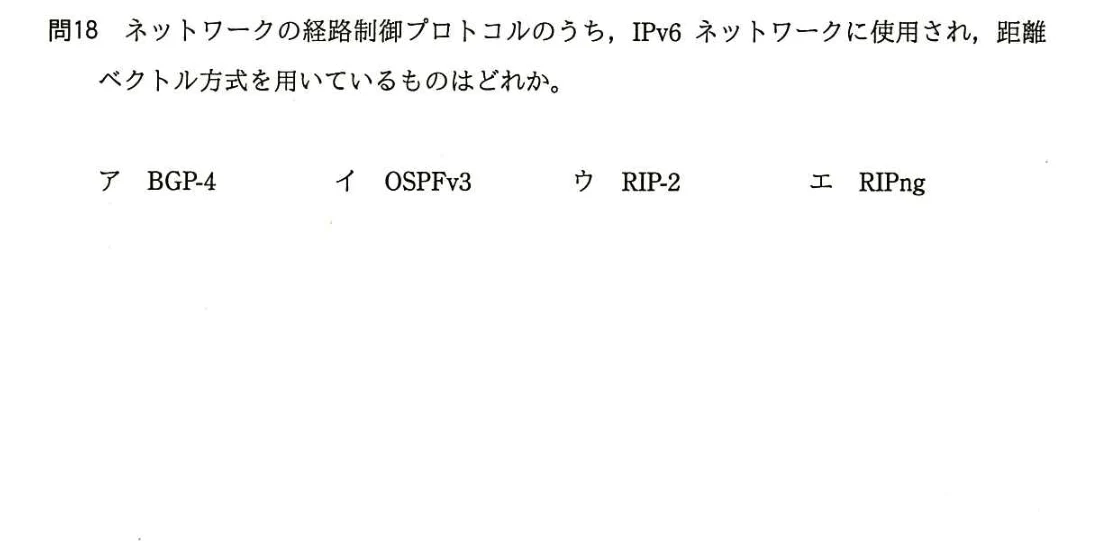 問18 ネットワークの経路制御プロトコルのうち，IPv6 ネットワークに使用され，距離
ベクトル方式を用いているものはどれか。
ア BGP-4 イ OSPFv3 ウ RIP-2 エ RIPng